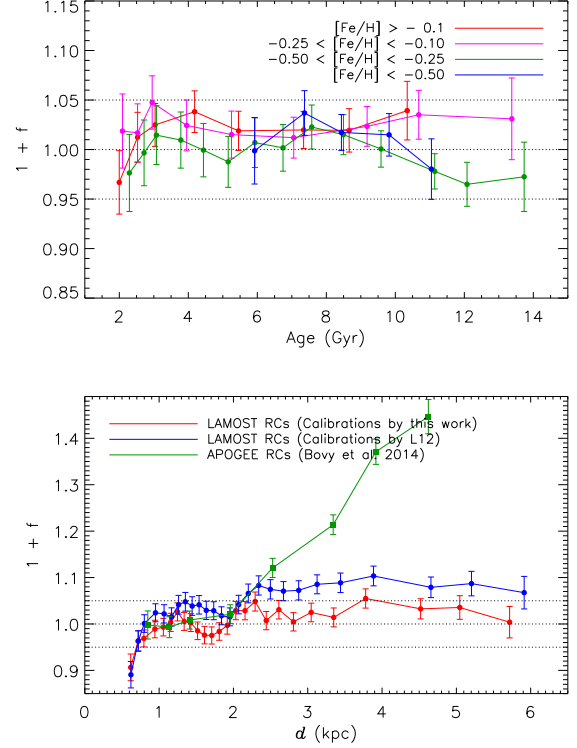 1.15
[Fe/H] > − 0.1
−0.25 < [Fe/H] < −0.10
1.10
−0.50 < [Fe/H] < −0.25
[Fe/H] < −0.50
1.05
1 + f
1.00
0.95
0.90
0.85
2 4 6 8 10 12 14
Age (Gyr)
LAMOST RCs (Calibrations by this work)
1.4
LAMOST RCs (Calibrations by L12)
APOGEE RCs (Bovy et al. 2014)
1.3
1.2
1 + f
1.1
1.0
0.9
0 1 2 3 4 5 6
d (kpc)